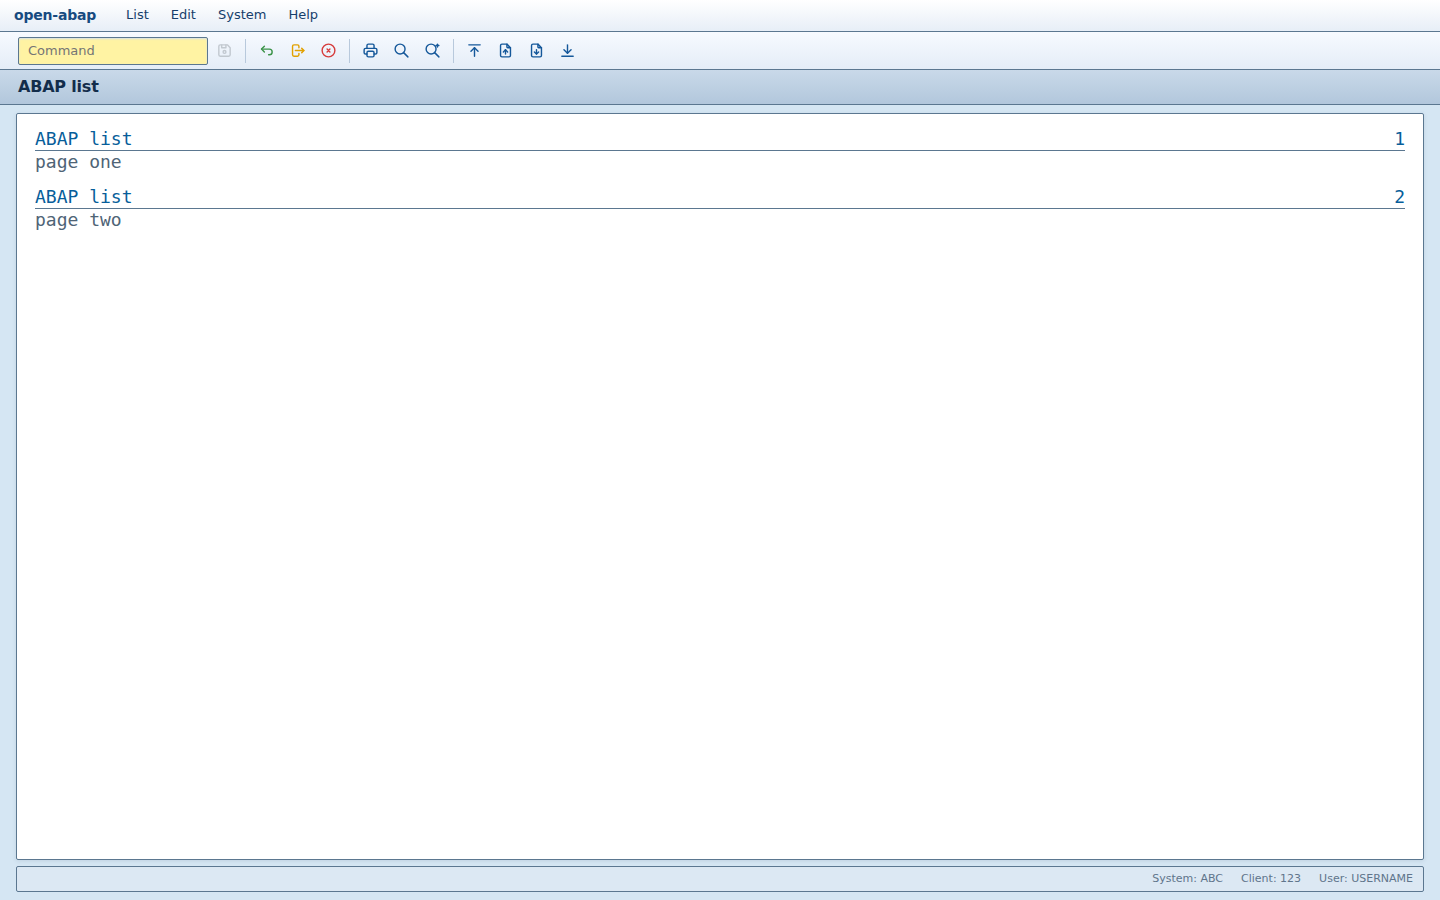 open-abap List Edit System Help
Command
ABAP list
ABAP list 1
page one
ABAP list 2
page two
System: ABC Client: 123 User: USERNAME